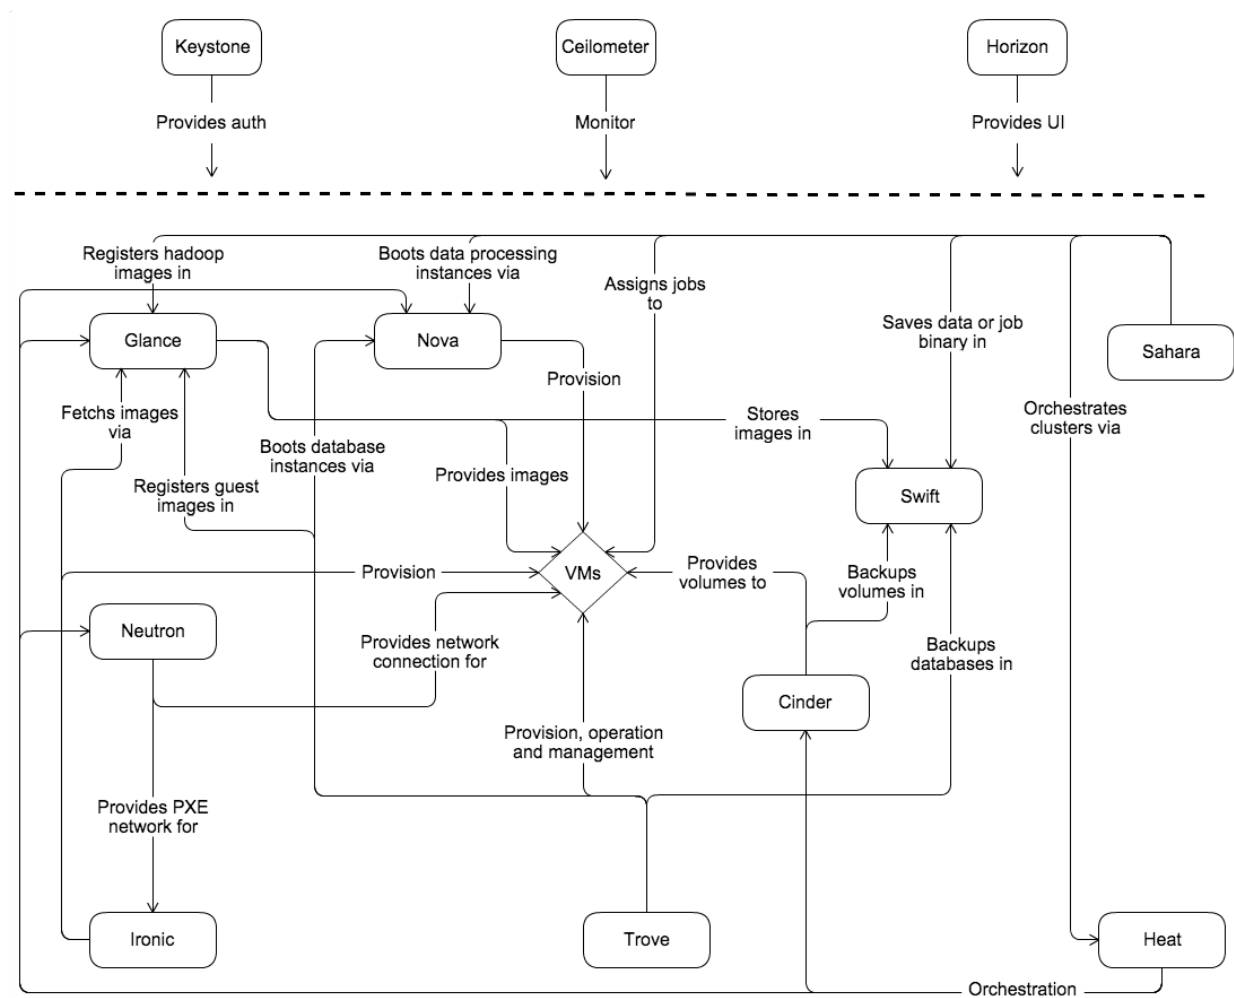 Keystone
Ceilometer
Horizon
Provides auth
Monitor
Provides UI
Registers hadoop
images in
Boots data processing
instances via
Assigns jobs
to
Saves data or job
binary in
Glance
Nova
Sahara
Provision
Fetchs images
via
Stores
images in
Orchestrates
clusters via
Boots database
instances via
Provides images
Registers guest
images in
Swift
Provision
VMs
Provides
volumes to
Backups
volumes in
Neutron
Provides network
connection for
Backups
databases in
Cinder
Provision, operation
and management
Provides PXE
network for
Ironic
Trove
Heat
Orchestration